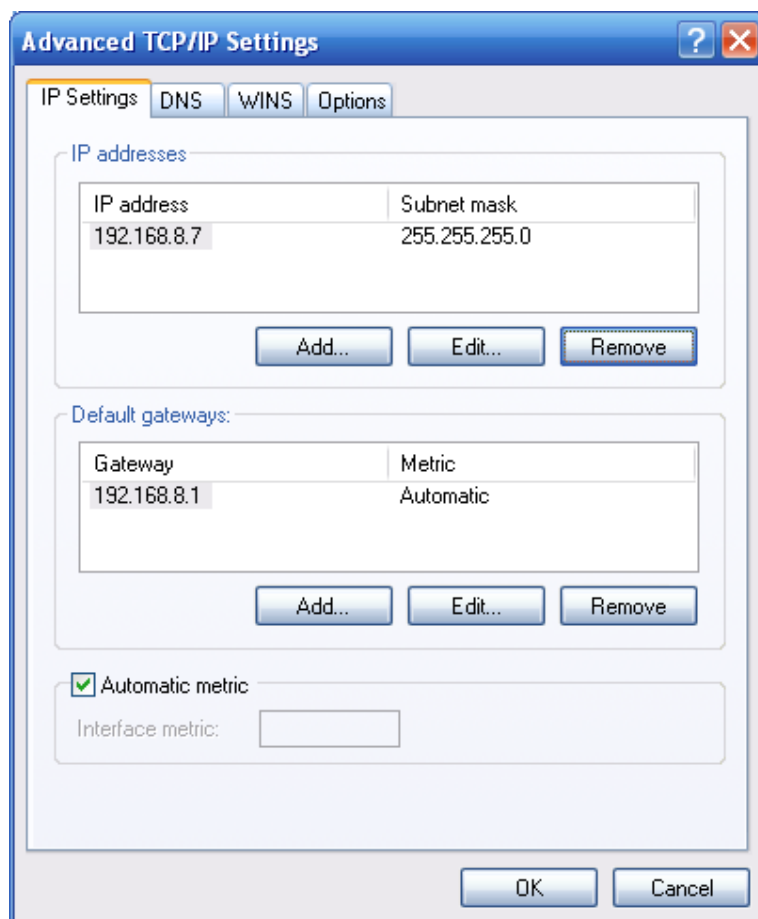 Advanced TCP/IP Settings ?
IP Settings DNS WINS Options
IP addresses
IP address Subnet mask
192.168.8.7 255.255.255.0
Add... Edit... Remove
Default gateways:
Gateway Metric
192.168.8.1 Automatic
Add... Edit... Remove
Automatic metric
Interface metric:
OK Cancel